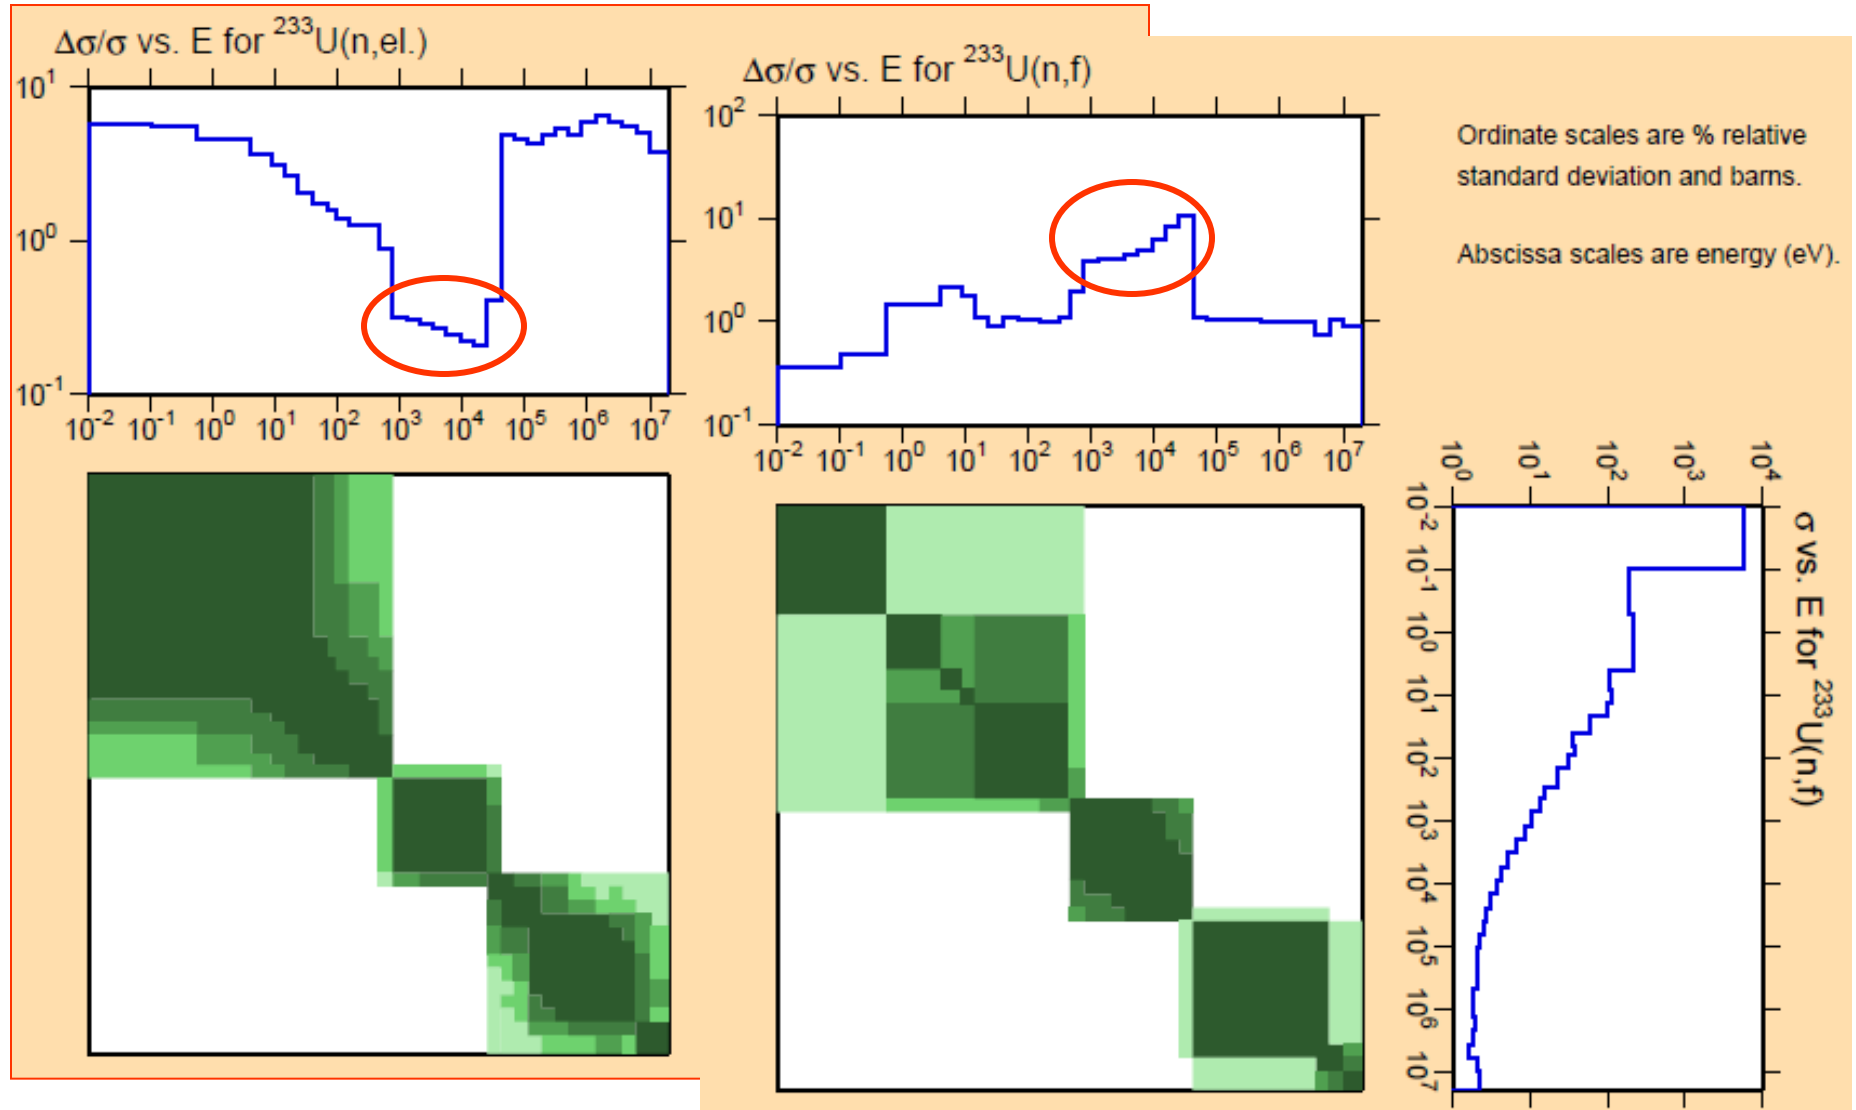 Δσ/σ vs. E for ²³³U(n,el.)
10¹
10⁰
10⁻¹
10⁻² 10⁻¹ 10⁰ 10¹ 10² 10³ 10⁴ 10⁵ 10⁶ 10⁷
Δσ/σ vs. E for ²³³U(n,f)
10²
10¹
10⁰
10⁻¹
10⁻² 10⁻¹ 10⁰ 10¹ 10² 10³ 10⁴ 10⁵ 10⁶ 10⁷
Ordinate scales are % relative
standard deviation and barns.
Abscissa scales are energy (eV).
10⁰ 10¹ 10² 10³ 10⁴
10⁻² 10⁻¹ 10⁰ 10¹ 10² 10³ 10⁴ 10⁵ 10⁶ 10⁷
σ vs. E for ²³³U(n,f)